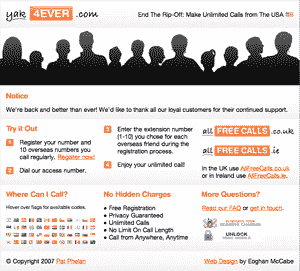 yak 4EVER .com
End The Rip-Off: Make Unlimited Calls from The USA
Notice
We're back and better than ever! We'd like to thank all our loyal customers for their continued support.
Try it Out
1 Register your number and
10 overseas numbers you
call regularly. Register now!
2 Dial our access number.
3 Enter the extension number
(1-10) you chose for each
overseas friend during the
registration process.
4 Enjoy your unlimited call!
all FREE CALLS .co.uk
all FREE CALLS .ie
In the UK use AllFreeCalls.co.uk
or in Ireland use AllFreeCalls.ie.
Where Can I Call?
Hover over flags for available codes.
No Hidden Charges
• Free Registration
• Privacy Guaranteed
• Unlimited Calls
• No Limit On Call Length
• Call from Anywhere, Anytime
More Questions?
Read our FAQ or get in touch.
UNLOCK
© Copyright 2007 Pat Phelan
Web Design by Eoghan McCabe